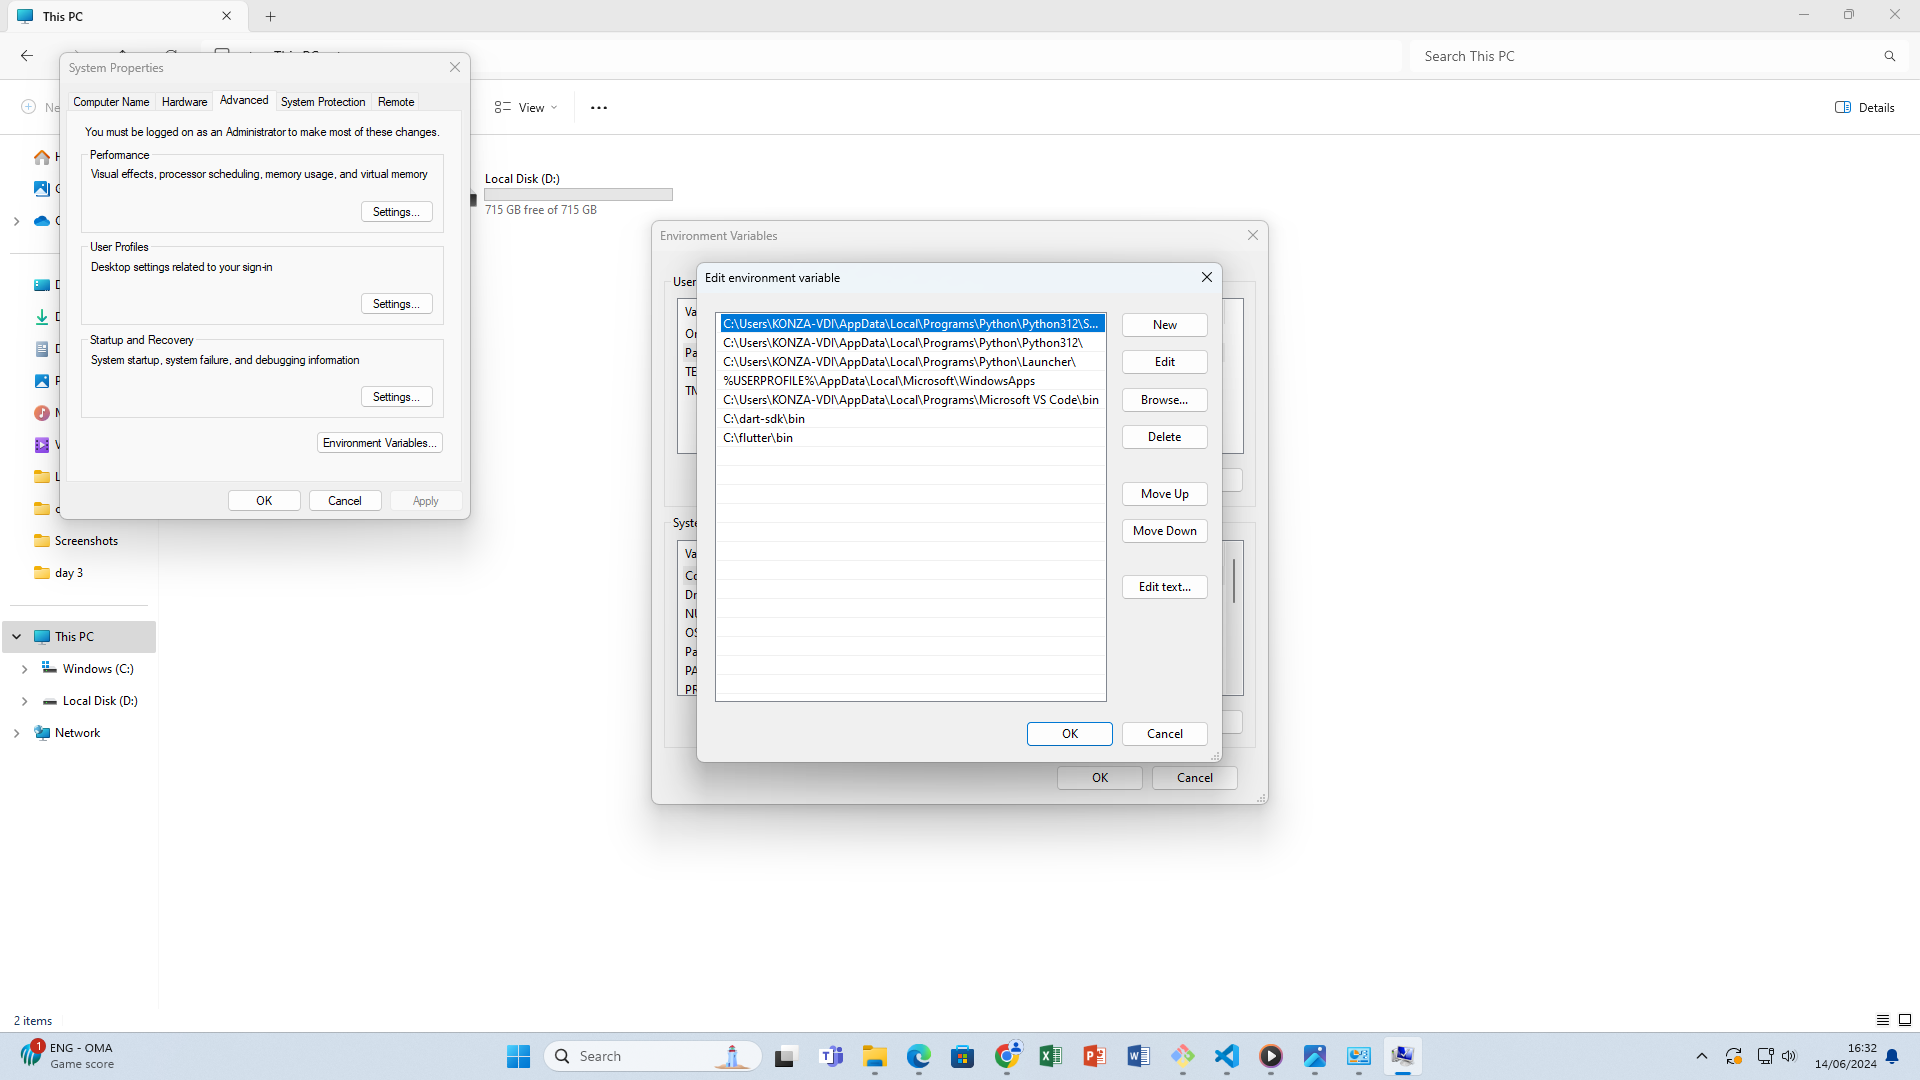 This PC
Search This PC
System Properties
Computer Name
Hardware
Advanced
System Protection
Remote
You must be logged on as an Administrator to make most of these changes.
Performance
Visual effects, processor scheduling, memory usage, and virtual memory
Settings...
User Profiles
Desktop settings related to your sign-in
Settings...
Startup and Recovery
System startup, system failure, and debugging information
Settings...
Environment Variables...
OK
Cancel
Apply
View
Details
Local Disk (D:)
715 GB free of 715 GB
Screenshots
day 3
This PC
Windows (C:)
Local Disk (D:)
Network
Environment Variables
User
Edit environment variable
C:\Users\KONZA-VDI\AppData\Local\Programs\Python\Python312\S...
C:\Users\KONZA-VDI\AppData\Local\Programs\Python\Python312\
C:\Users\KONZA-VDI\AppData\Local\Programs\Python\Launcher\
%USERPROFILE%\AppData\Local\Microsoft\WindowsApps
C:\Users\KONZA-VDI\AppData\Local\Programs\Microsoft VS Code\bin
C:\dart-sdk\bin
C:\flutter\bin
New
Edit
Browse...
Delete
Move Up
Move Down
Edit text...
OK
Cancel
OK
Cancel
2 items
1
ENG - OMA
Game score
Search
16:32
14/06/2024